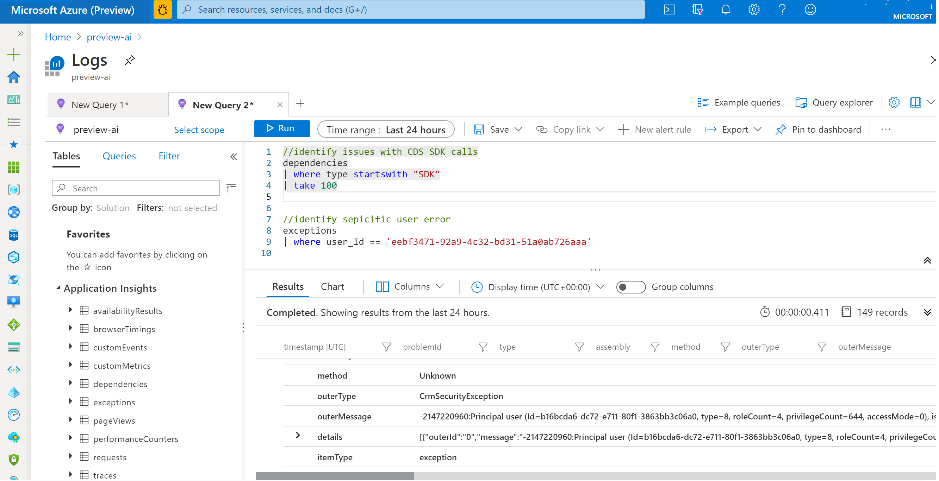 Microsoft Azure (Preview)
Search resources, services, and docs (G+/)
MICROSOFT
Home > preview-ai >
Logs
preview-ai
New Query 1*
New Query 2*
Example queries
Query explorer
preview-ai
Select scope
Run
Time range : Last 24 hours
Save
Copy link
New alert rule
Export
Pin to dashboard
Tables
Queries
Filter
Search
Group by: Solution Filters: not selected
Favorites
You can add favorites by clicking on
the ☆ icon
Application Insights
availabilityResults
browserTimings
customEvents
customMetrics
dependencies
exceptions
pageViews
performanceCounters
requests
traces
1 //identify issues with CDS SDK calls
2 dependencies
3 | where type startswith "SDK"
4 | take 100
5
6
7 //identify sepicific user error
8 exceptions
9 | where user_Id == 'eebf3471-92a9-4c32-bd31-51a0ab726aaa'
10
Results
Chart
Columns
Display time (UTC+00:00)
Group columns
Completed. Showing results from the last 24 hours.
00:00:00.411
149 records
timestamp [UTC] problemId type assembly method outerType outerMessage
method Unknown
outerType CrmSecurityException
outerMessage -2147220960:Principal user (Id=b16bcda6-dc72-e711-80f1-3863bb3c06a0, type=8, roleCount=4, privilegeCount=644, accessMode=0), is
details [{"outerId":"0","message":"-2147220960:Principal user (Id=b16bcda6-dc72-e711-80f1-3863bb3c06a0, type=8, roleCount=4, privilegeCou
itemType exception